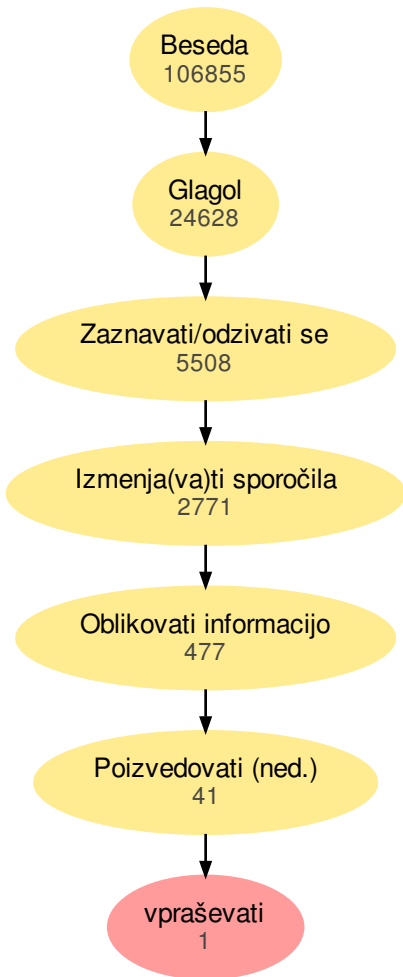 Beseda
106855
Glagol
24628
Zaznavati/odzivati se
5508
Izmenja(va)ti sporočila
2771
Oblikovati informacijo
477
Poizvedovati (ned.)
41
vpraševati
1